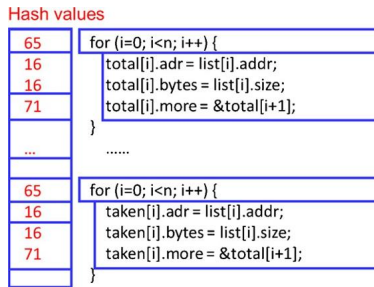 Hash values
65 for (i=0; i<n; i++) {
16 total[i].adr = list[i].addr;
16 total[i].bytes = list[i].size;
71 total[i].more = &total[i+1];
}
... ......
65 for (i=0; i<n; i++) {
16 taken[i].adr = list[i].addr;
16 taken[i].bytes = list[i].size;
71 taken[i].more = &total[i+1];
}